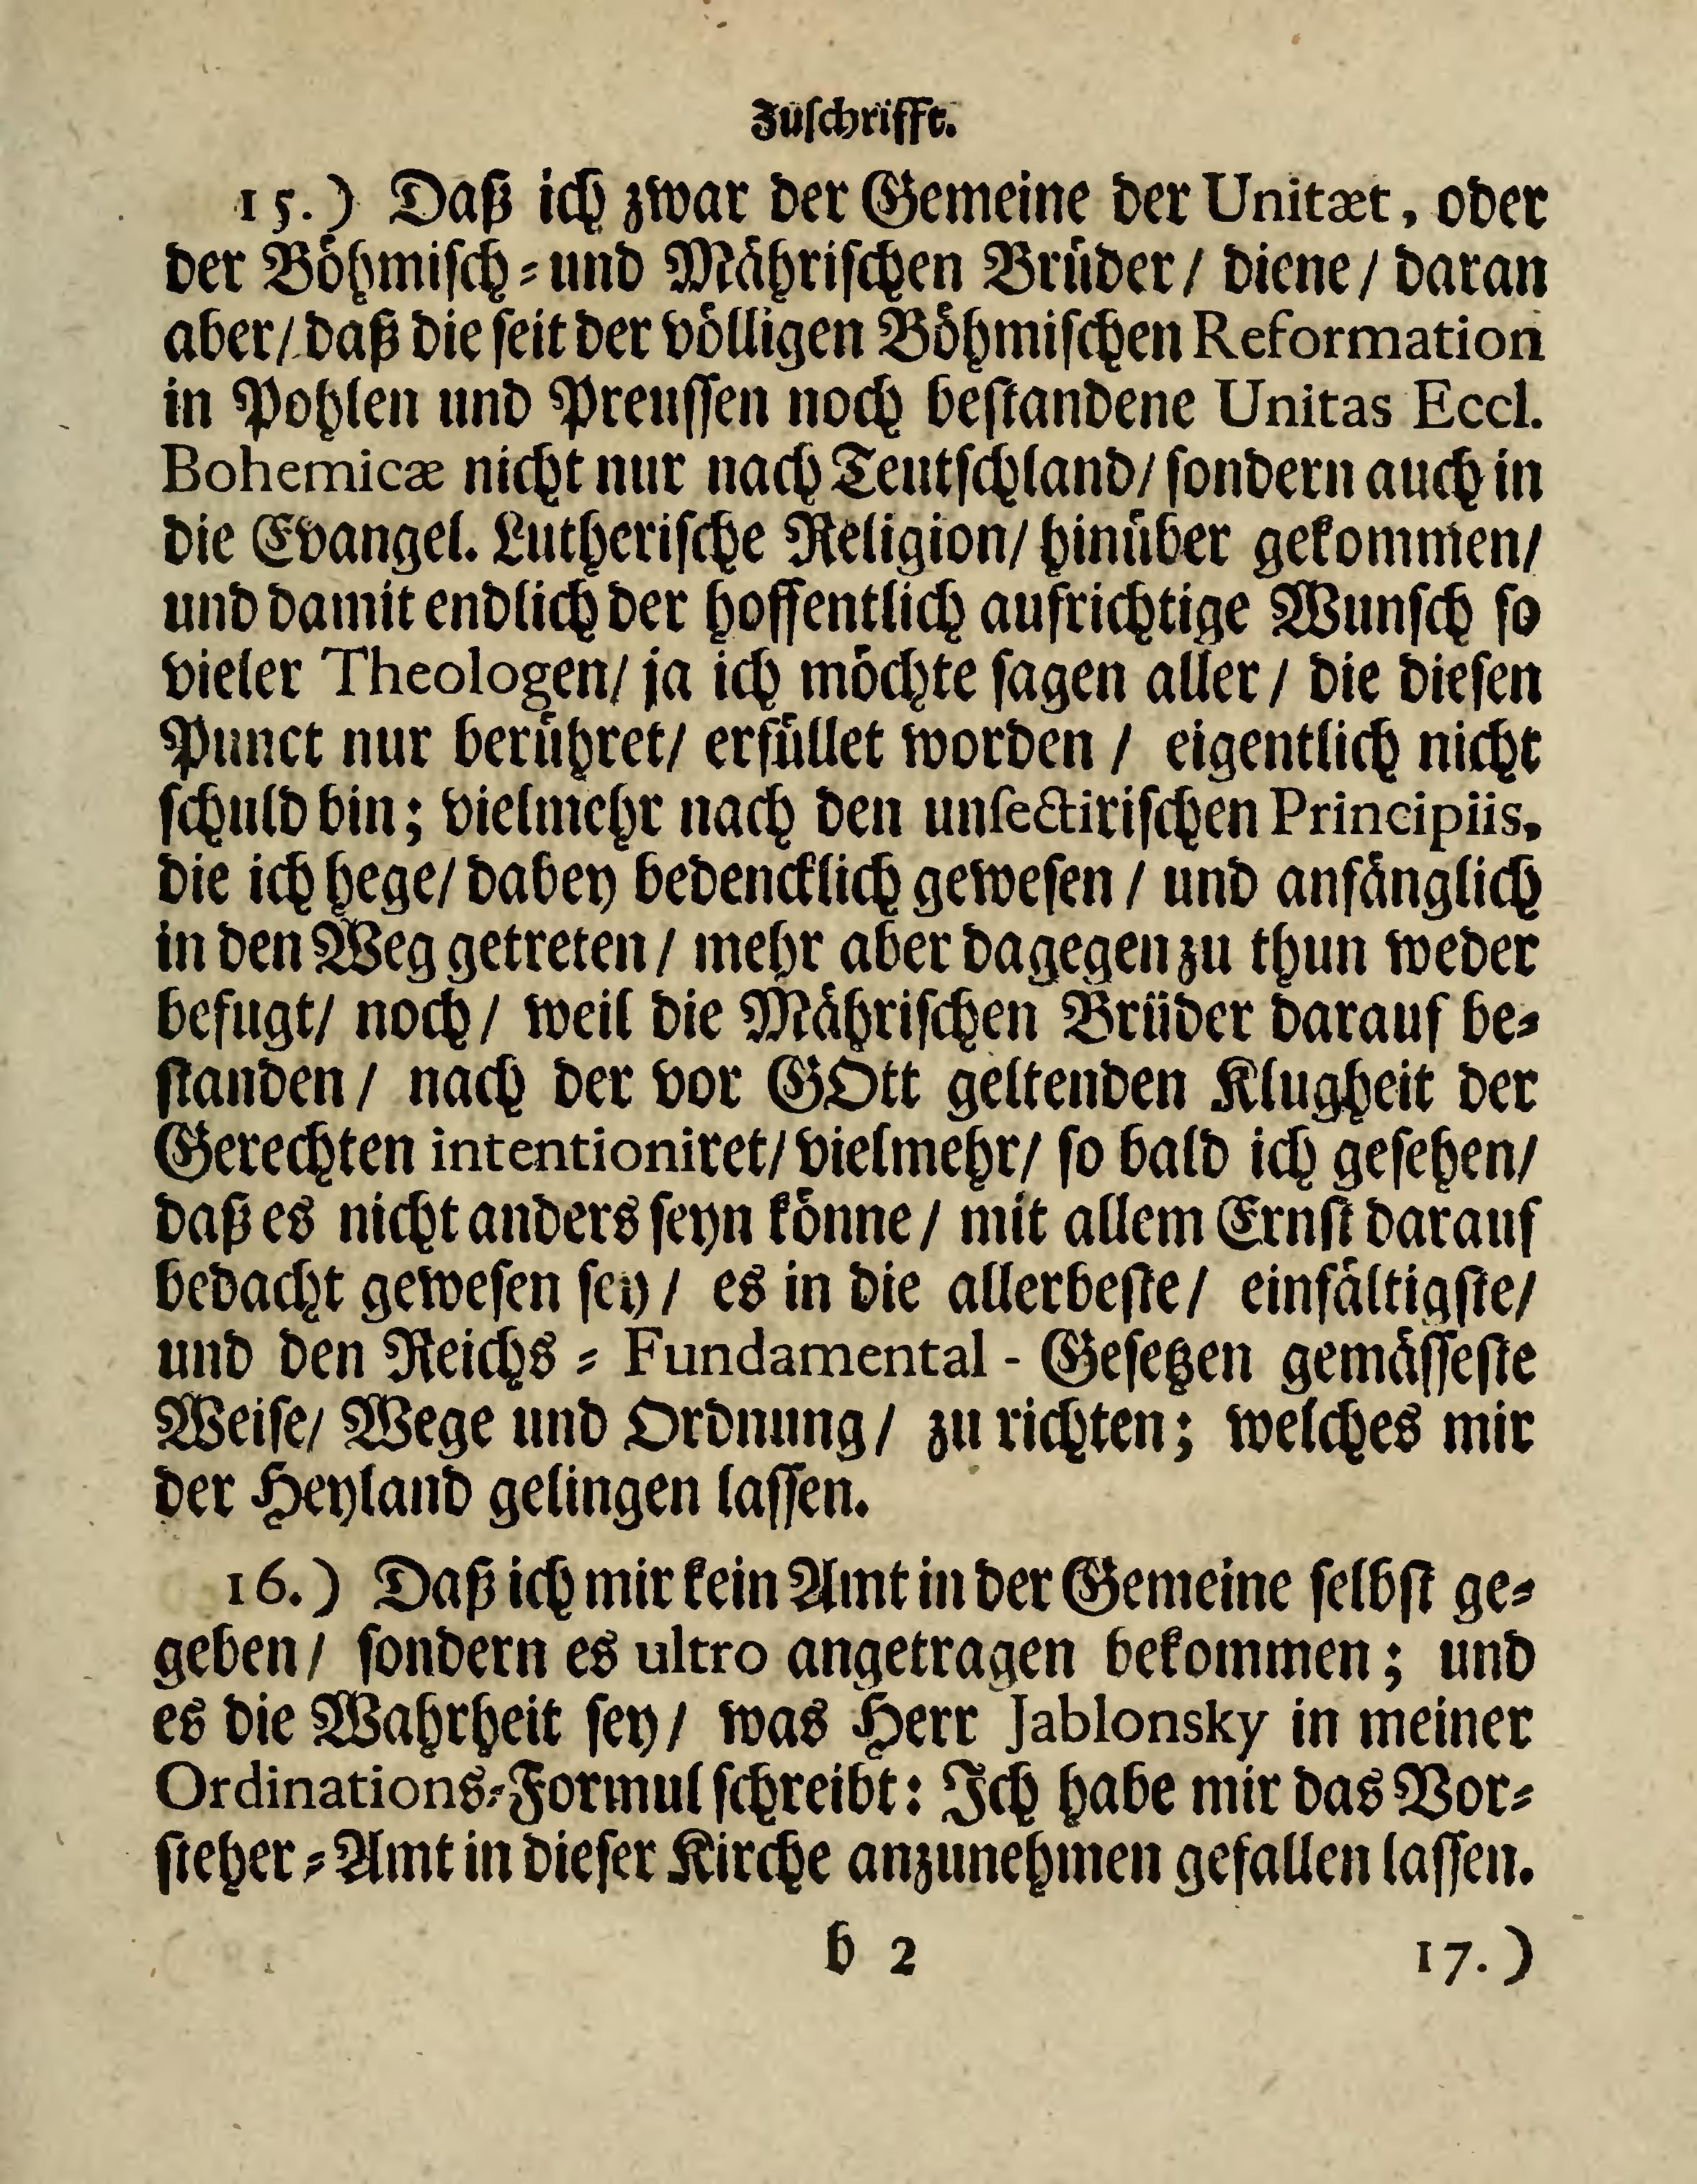 Zuſchrifft.
15.) Daß ich zwar der Gemeine der Unitæt, oder
der Böhmiſch⸗und Mähriſchen Brüder/ diene/ daran
aber/ daß die ſeit der völligen Böhmiſchen Reformation
in Pohlen und Preuſſen noch beſtandene Unitas Eccl.
Bohemicæ nicht nur nach Teutſchland/ ſondern auch in
die Evangel. Lutheriſche Religion/ hinüber gekommen/
und damit endlich der hoffentlich aufrichtige Wunſch ſo
vieler Theologen/ ja ich möchte ſagen aller/ die dieſen
Punct nur berühret/ erfüllet worden/ eigentlich nicht
ſchuld bin; vielmehr nach den unſectiriſchen Principiis,
die ich hege/ dabey bedencklich geweſen/ und anfänglich
in den Weg getreten/ mehr aber dagegen zu thun weder
befugt/ noch/ weil die Mähriſchen Brüder darauf be⸗
ſtanden/ nach der vor GOtt geltenden Klugheit der
Gerechten intentioniret/ vielmehr/ ſo bald ich geſehen/
daß es nicht anders ſeyn könne/ mit allem Ernſt darauf
bedacht geweſen ſey/ es in die allerbeſte/ einfältigſte/
und den Reichs⸗Fundamental-Geſetzen gemäſſeſte
Weiſe/ Wege und Ordnung/ zu richten; welches mir
der Heyland gelingen laſſen.
16.) Daß ich mir kein Amt in der Gemeine ſelbſt ge⸗
geben/ ſondern es ultro angetragen bekommen; und
es die Wahrheit ſey/ was Herr Jablonsky in meiner
Ordinations⸗Formul ſchreibt: Ich habe mir das Vor⸗
ſteher⸗Amt in dieſer Kirche anzunehmen gefallen laſſen.
b 2 17.)